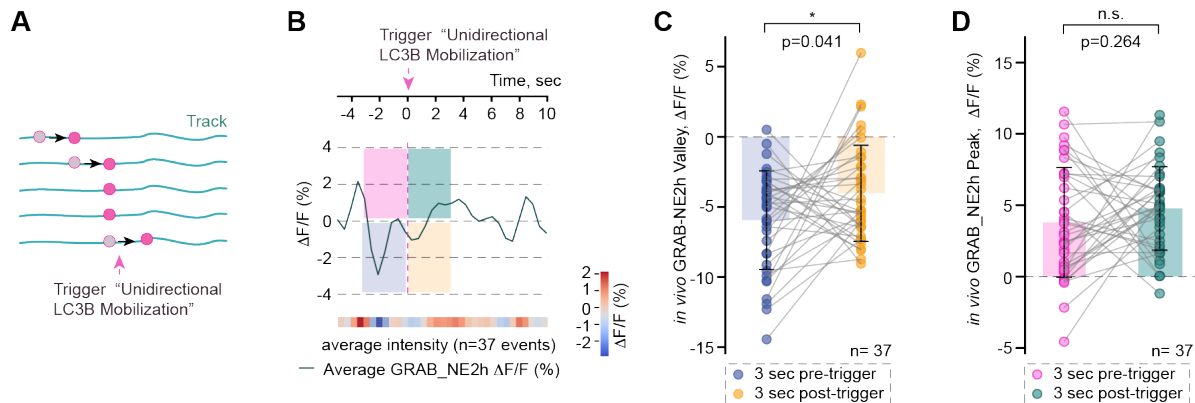 A
Track
Trigger “Unidirectional
LC3B Mobilization”
B
Trigger “Unidirectional
LC3B Mobilization”
Time, sec
-4 -2 0 2 4 6 8 10
4
2
0
-2
-4
ΔF/F (%)
2
1
0
-1
-2
ΔF/F (%)
average intensity (n=37 events)
Average GRAB_NE2h ΔF/F (%)
C
*
p=0.041
5
0
-5
-10
-15
in vivo GRAB-NE2h Valley, ΔF/F (%)
n= 37
3 sec pre-trigger
3 sec post-trigger
D
n.s.
p=0.264
15
10
5
0
-5
in vivo GRAB_NE2h Peak, ΔF/F (%)
n= 37
3 sec pre-trigger
3 sec post-trigger